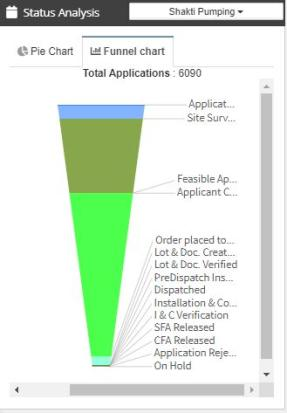 Status Analysis
Shakti Pumping
Pie Chart
Funnel chart
Total Applications : 6090
Applicat...
Site Surv...
Feasible Ap...
Applicant C...
Order placed to...
Lot & Doc. Creat...
Lot & Doc. Verified
PreDispatch Ins...
Dispatched
Installation & Co...
I & C Verification
SFA Released
CFA Released
Application Reje...
On Hold